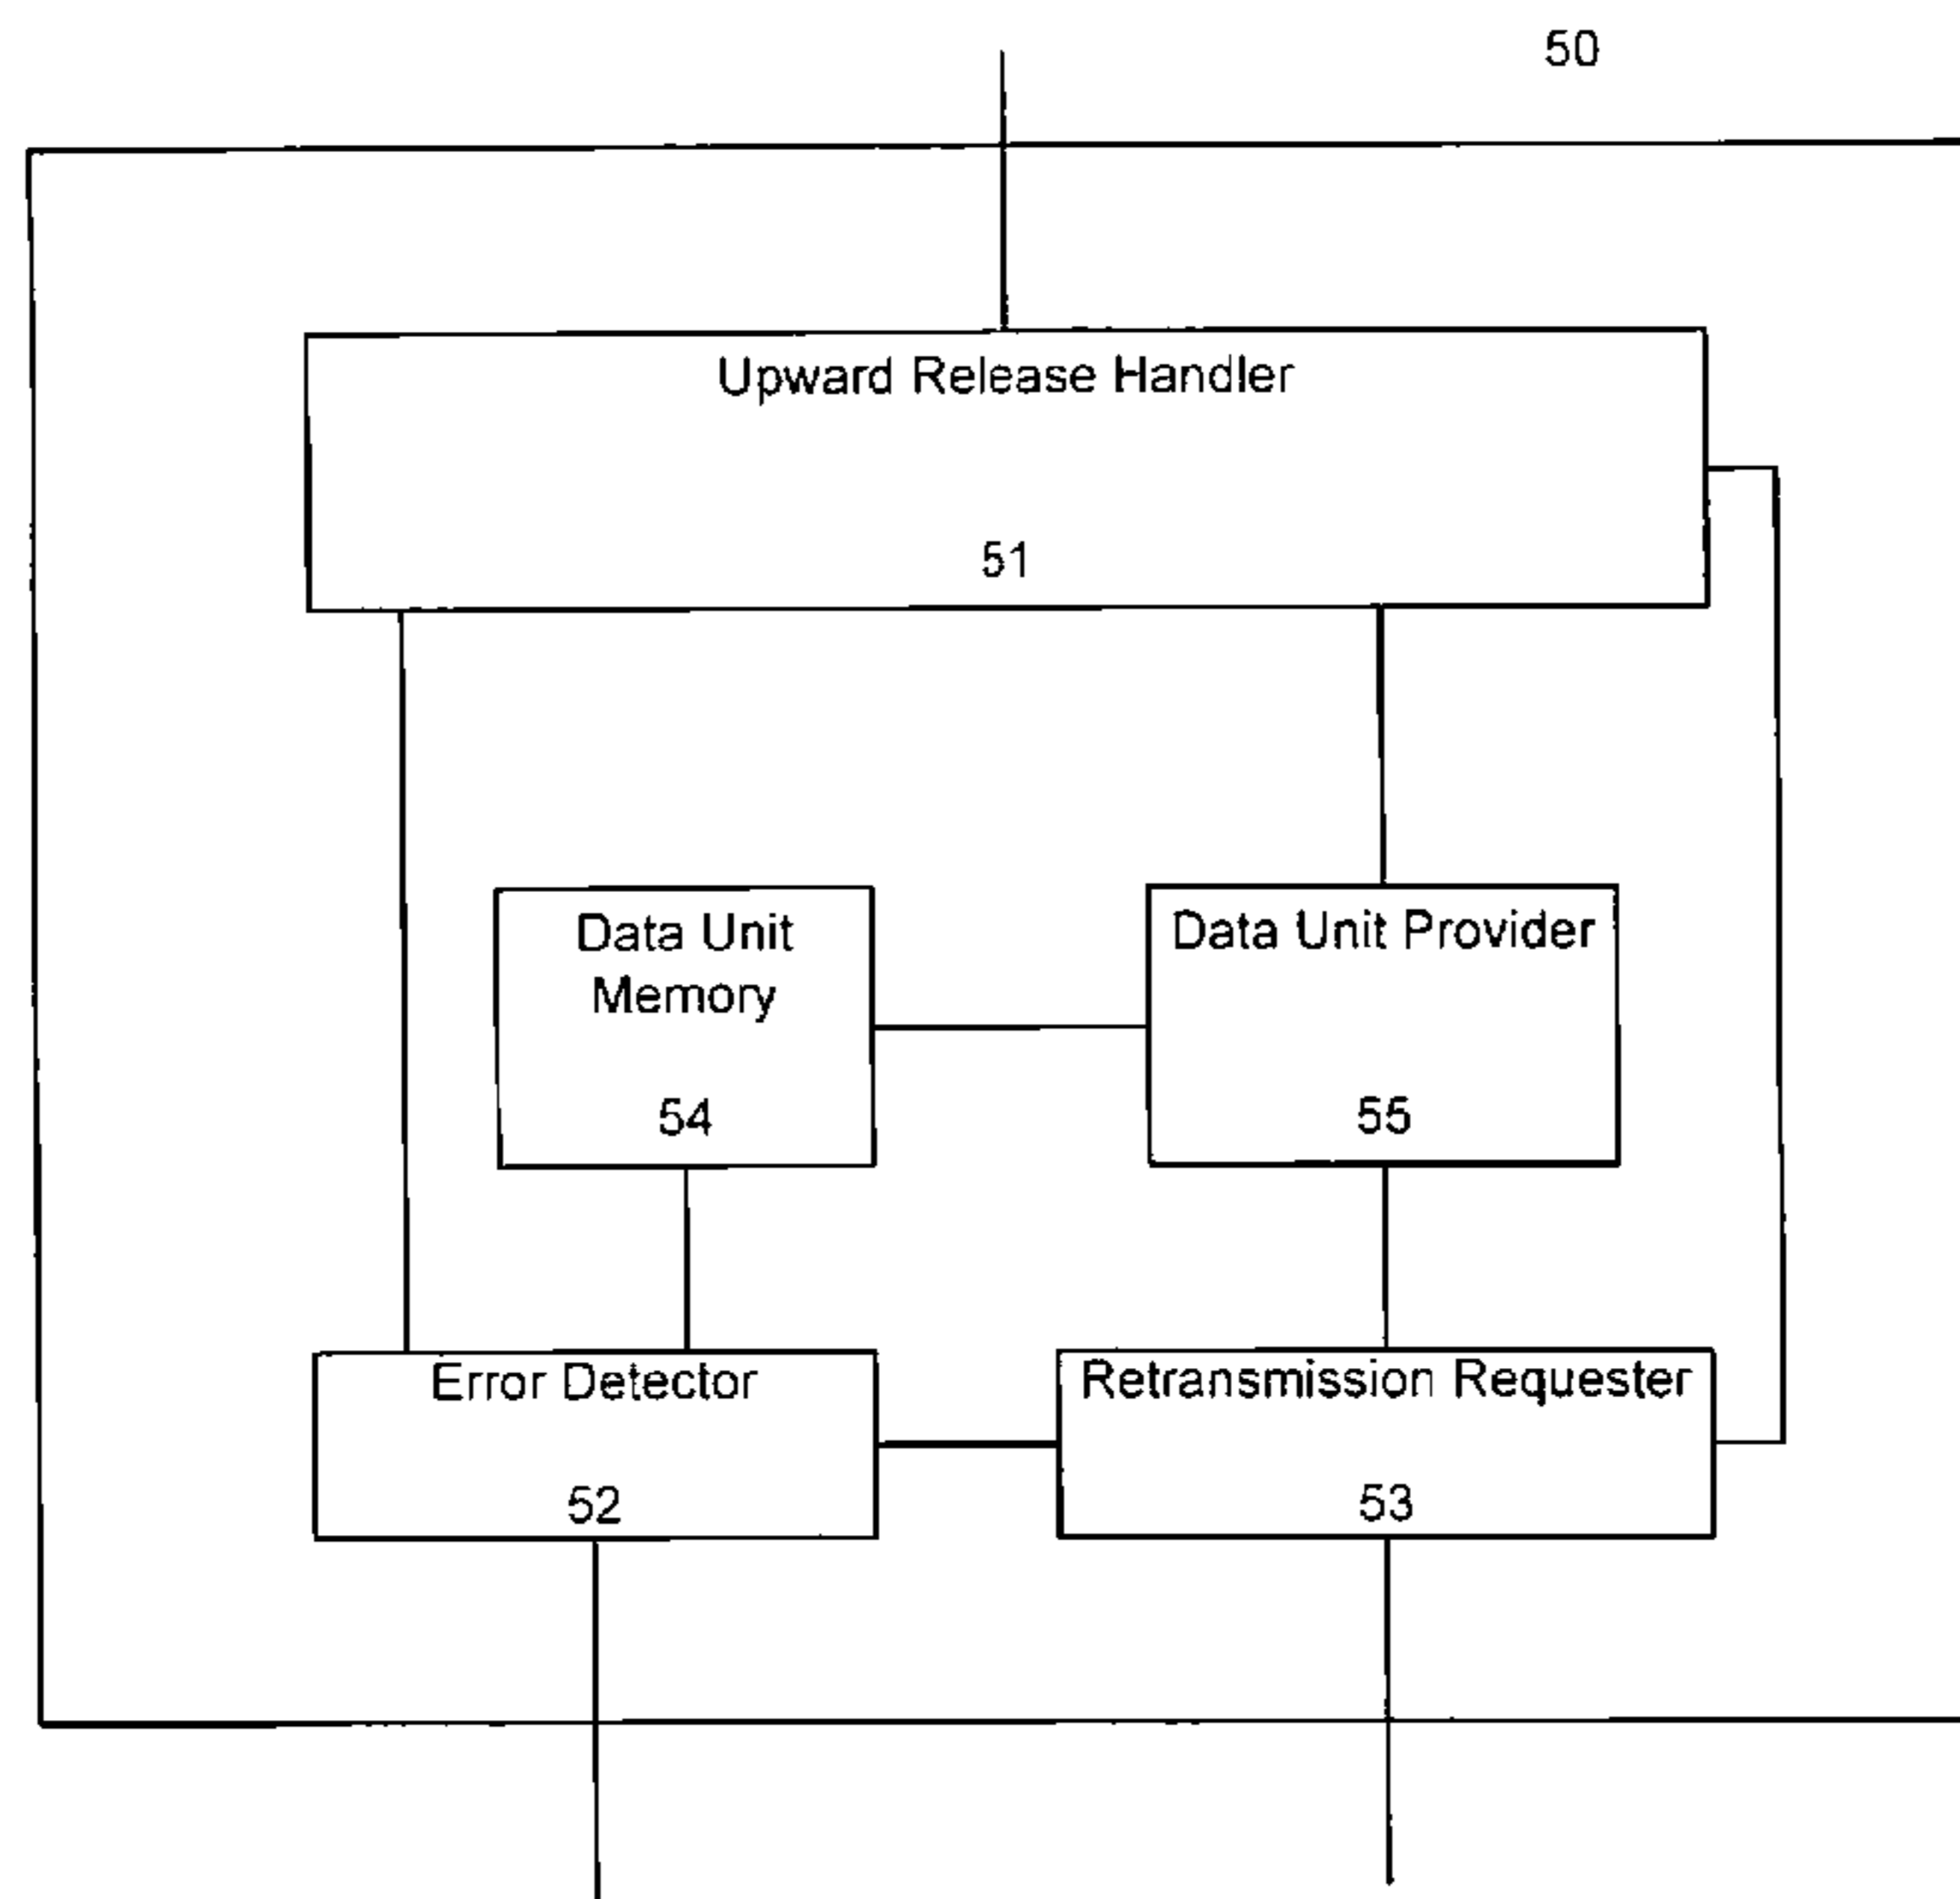 50
Upward Release Handler
51
Data Unit
Memory
54
Data Unit Provider
55
Error Detector
52
Retransmission Requester
53